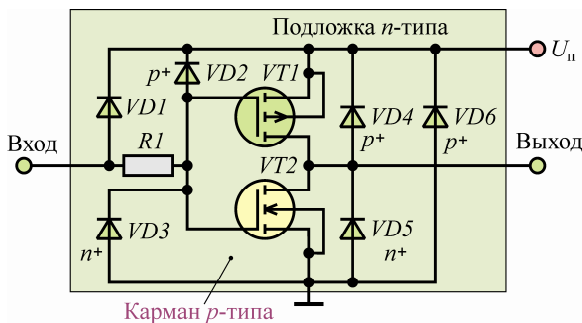 Подложка n-типа
p+ VD2 VT1 Uп
VD1 VD4 VD6
p+ p+
Вход R1 Выход
VT2
VD3 VD5
n+ n+
Карман p-типа